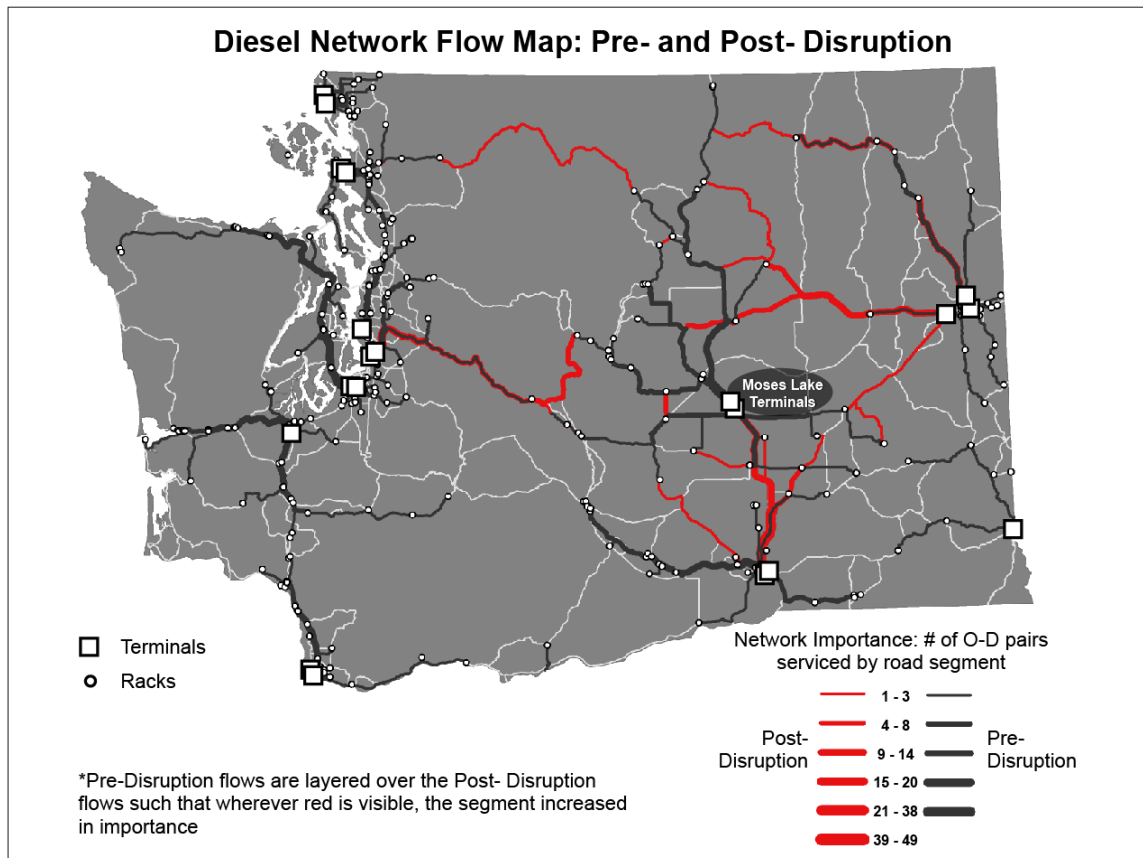 Diesel Network Flow Map: Pre- and Post- Disruption
Moses Lake
Terminals
Terminals
Racks
*Pre-Disruption flows are layered over the Post- Disruption
flows such that wherever red is visible, the segment increased
in importance
Network Importance: # of O-D pairs
serviced by road segment
Post-
Disruption
1 - 3
4 - 8
9 - 14
15 - 20
21 - 38
39 - 49
Pre-
Disruption